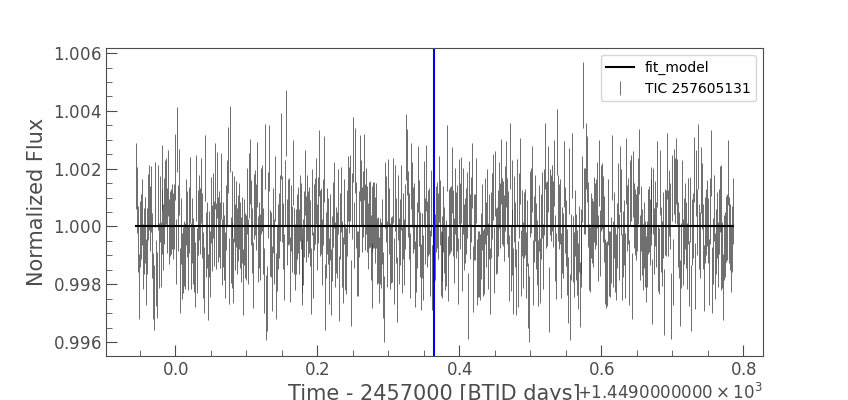 1.006
1.004
1.002
1.000
0.998
0.996
Normalized Flux
fit_model
TIC 257605131
0.0 0.2 0.4 0.6 0.8
Time - 2457000 [BTJD days]
+1.4490000000 × 10³